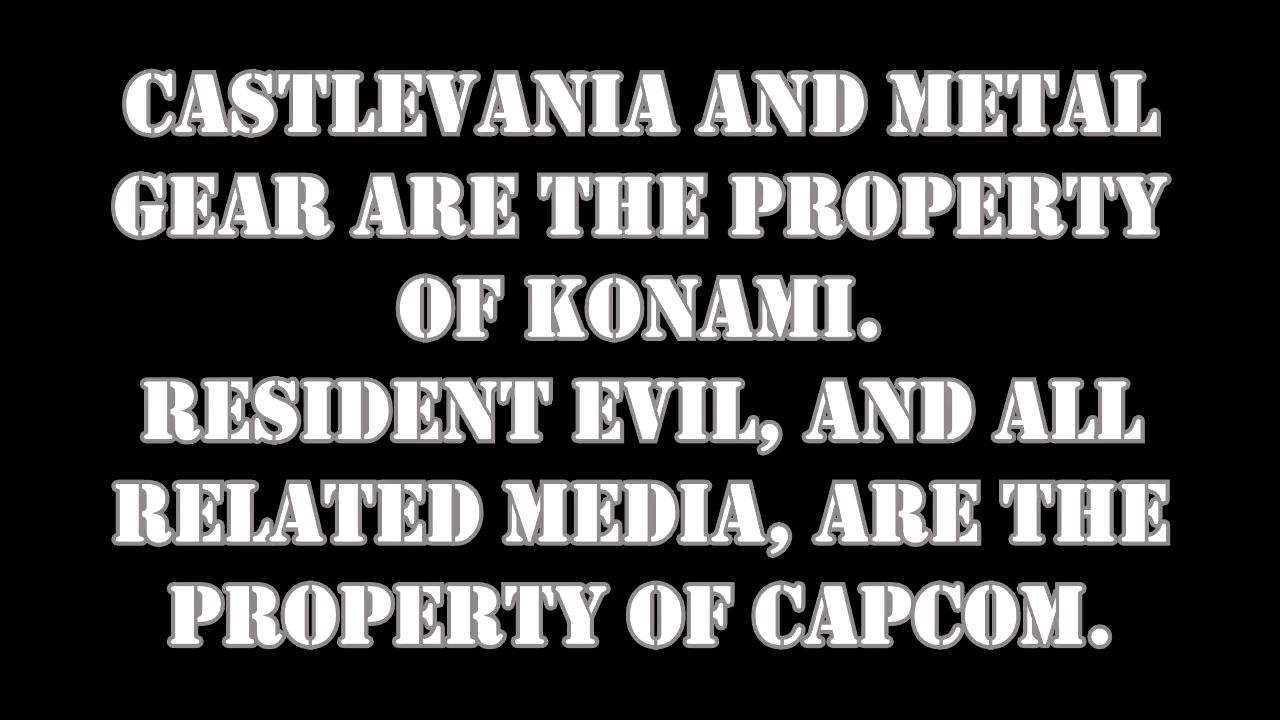 CASTLEVANIA AND METAL
GEAR ARE THE PROPERTY
OF KONAMI.
RESIDENT EVIL, AND ALL
RELATED MEDIA, ARE THE
PROPERTY OF CAPCOM.